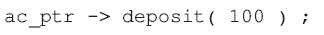 ac_ptr -> deposit( 100 ) ;